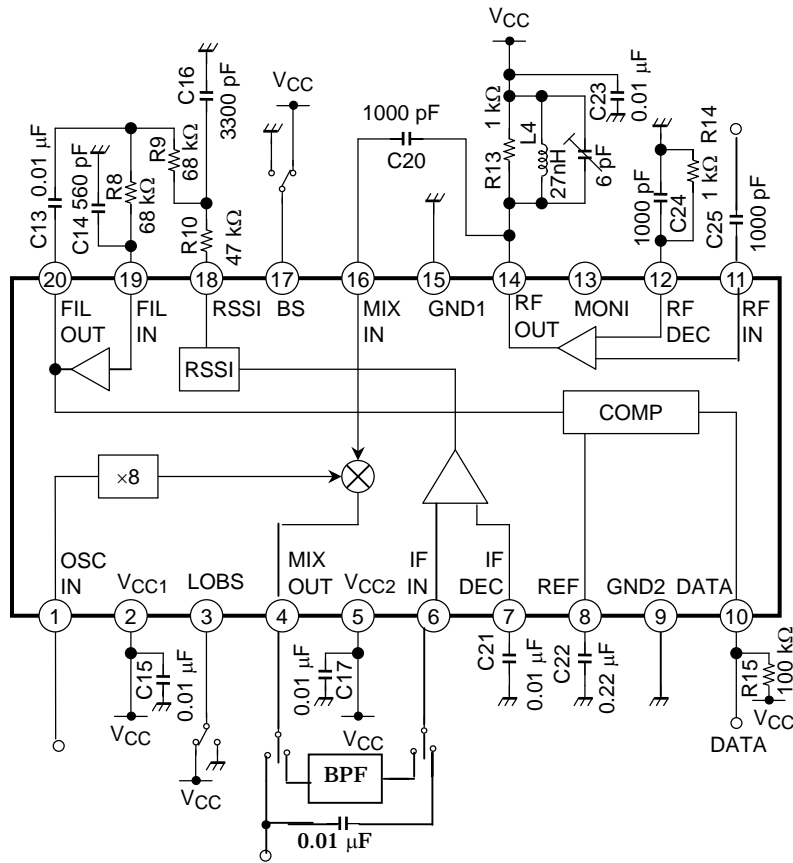 VCC
C16
3300 pF
VCC
1000 pF
C20
1 kΩ
R13
L4
27nH
6 pF
C23
0.01 μF
R14
C13 0.01 μF
C14 560 pF
R8
68 kΩ
R9
68 kΩ
R10
47 kΩ
1000 pF
C24
1 kΩ
C25
1000 pF
20 19 18 17 16 15 14 13 12 11
FIL OUT
FIL IN
RSSI
BS
MIX IN
GND1
RF OUT
MONI
RF DEC
RF IN
RSSI
COMP
×8
OSC IN
VCC1
LOBS
MIX OUT
VCC2
IF IN
IF DEC
REF
GND2
DATA
1 2 3 4 5 6 7 8 9 10
C15
0.01 μF
VCC
VCC
0.01 μF
C17
VCC
C21
0.01 μF
C22
0.22 μF
R15
100 kΩ
VCC
DATA
BPF
0.01 μF